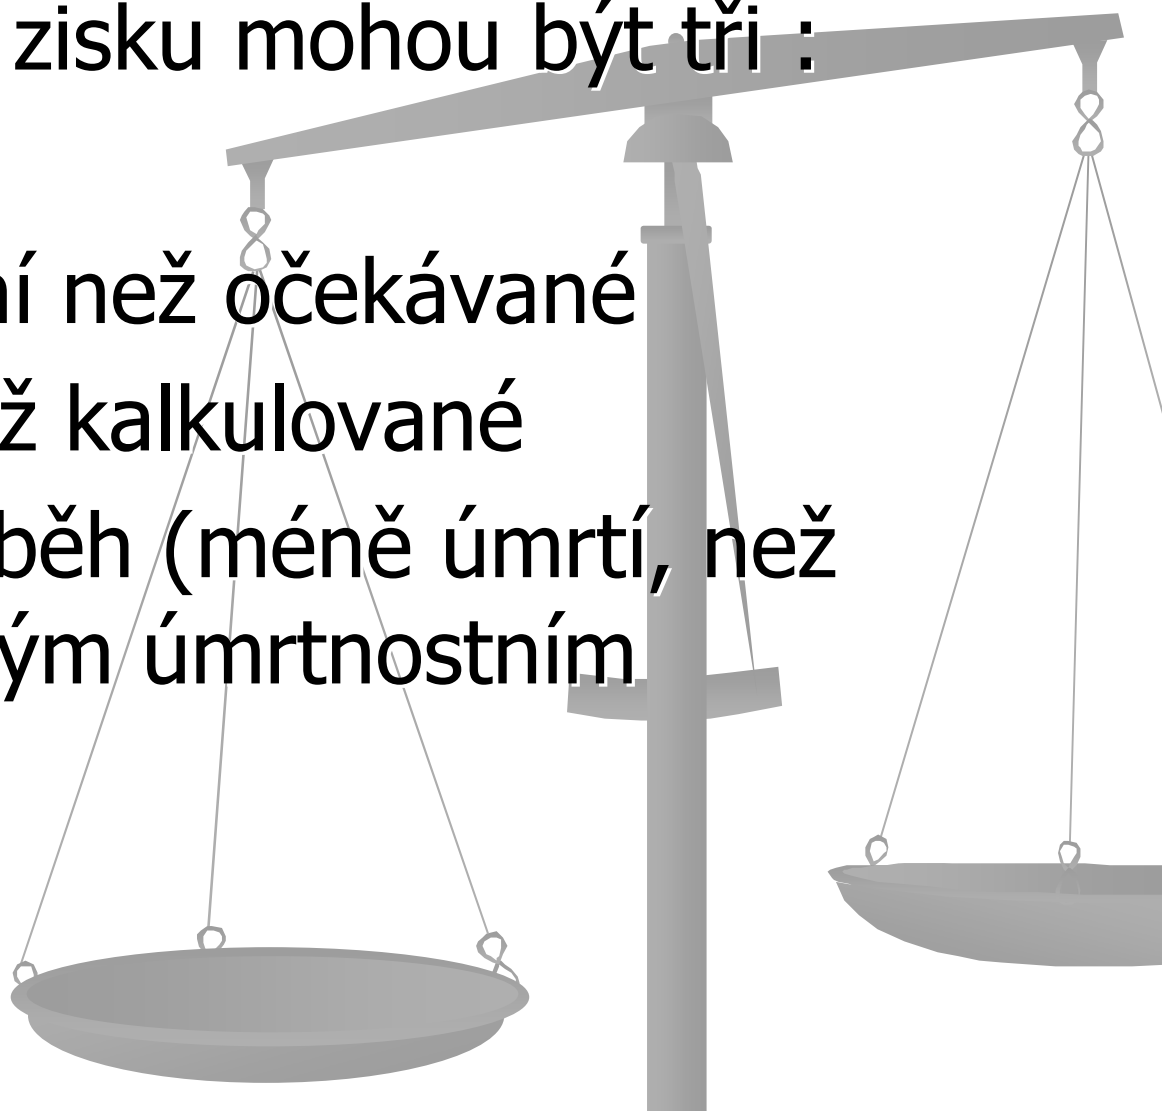 zisku mohou být tři :
ní než očekávané
ž kalkulované
běh (méně úmrtí, než
ým úmrtnostním